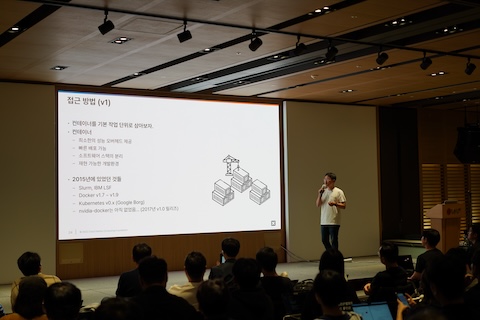 접근 방법 (v1)
- 컨테이너를 기본 작업 단위로 삼아보자.
- 컨테이너
- 최소한의 성능 오버헤드 제공
- 빠른 배포 가능
- 소프트웨어 스택의 분리
- 재현 가능한 개발환경
- 2015년에 있었던 것들
- Slurm, IBM LSF
- Docker v1.7 ~ v1.9
- Kubernetes v0.x (Google Borg)
- nvidia-docker는 아직 없었음... (2017년 v1.0 릴리즈)